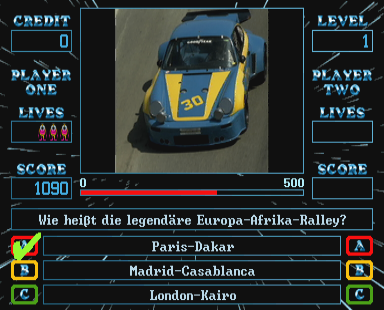 CREDIT
0
LEVEL
1
PLAYER
ONE
PLAYER
TWO
LIVES
LIVES
SCORE
1090
SCORE
0
500
GOODYEAR
30
Wie heißt die legendäre Europa-Afrika-Ralley?
A Paris-Dakar A
B Madrid-Casablanca B
C London-Kairo C